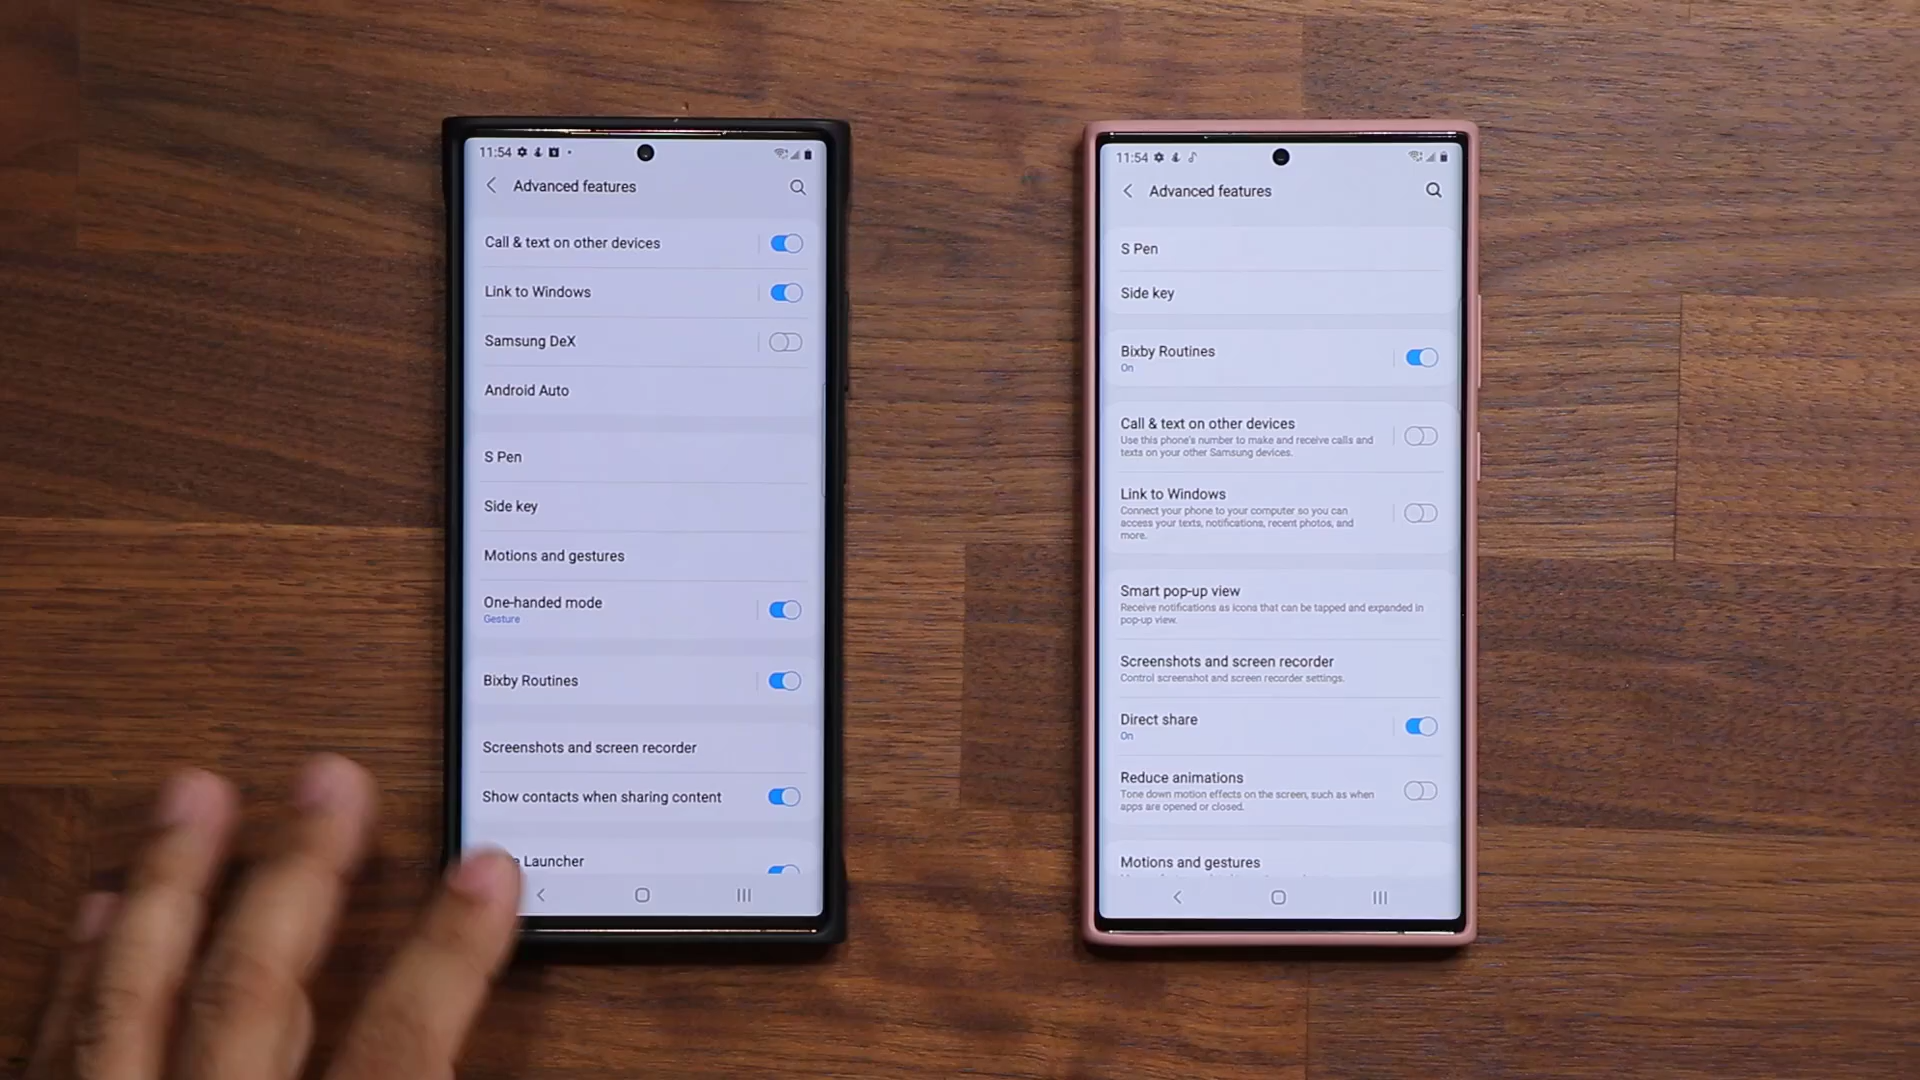 11:54
Advanced features
Call & text on other devices
Link to Windows
Samsung DeX
Android Auto
S Pen
Side key
Motions and gestures
One-handed mode
Gesture
Bixby Routines
Screenshots and screen recorder
Show contacts when sharing content
Launcher
11:54
Advanced features
S Pen
Side key
Bixby Routines
On
Call & text on other devices
Use this phone's number to make and receive calls and
texts on your other Samsung devices.
Link to Windows
Connect your phone to your computer so you can
access your texts, notifications, recent photos, and
more.
Smart pop-up view
Receive notifications as icons that can be tapped and expanded in
pop-up view.
Screenshots and screen recorder
Control screenshot and screen recorder settings.
Direct share
On
Reduce animations
Tone down motion effects on the screen, such as when
apps are opened or closed.
Motions and gestures